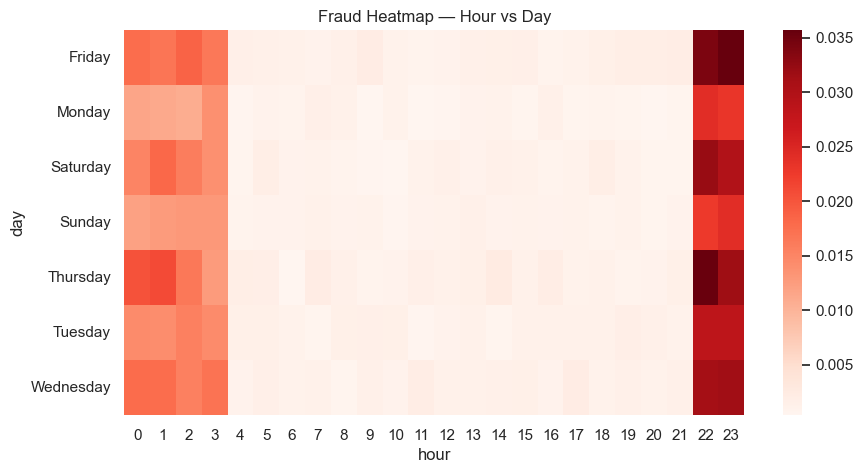 Fraud Heatmap — Hour vs Day
day
Friday
Monday
Saturday
Sunday
Thursday
Tuesday
Wednesday
0 1 2 3 4 5 6 7 8 9 10 11 12 13 14 15 16 17 18 19 20 21 22 23
hour
0.035
0.030
0.025
0.020
0.015
0.010
0.005